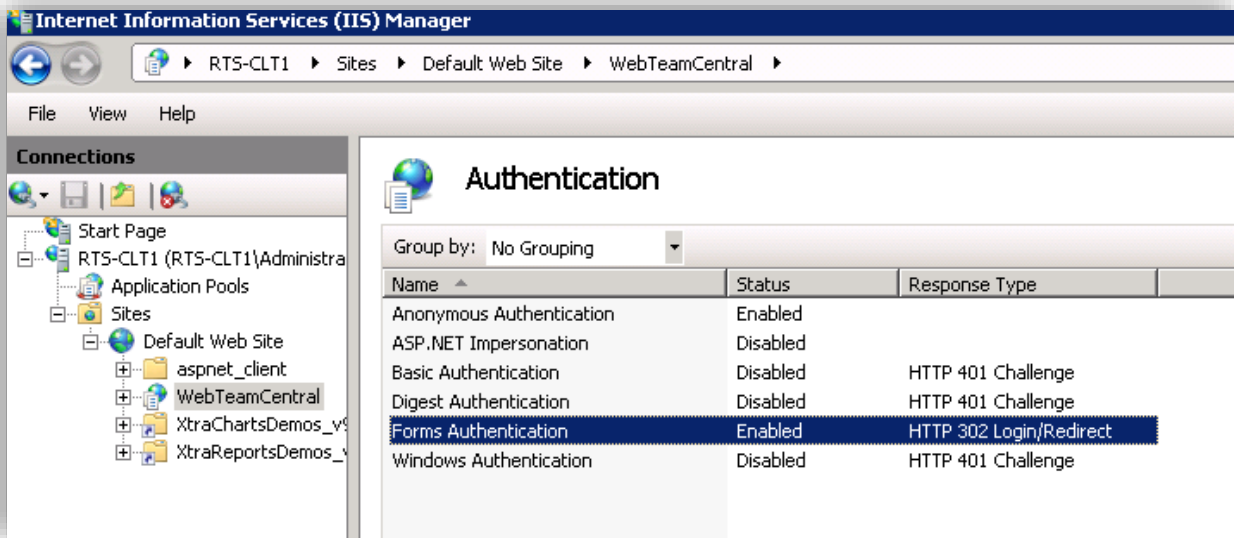 Internet Information Services (IIS) Manager
RTS-CLT1 Sites Default Web Site WebTeamCentral
File View Help
Connections
Start Page
RTS-CLT1 (RTS-CLT1\Administra
Application Pools
Sites
Default Web Site
aspnet_client
WebTeamCentral
XtraChartsDemos_v9
XtraReportsDemos_v
Authentication
Group by: No Grouping
Name Status Response Type
Anonymous Authentication Enabled
ASP.NET Impersonation Disabled
Basic Authentication Disabled HTTP 401 Challenge
Digest Authentication Disabled HTTP 401 Challenge
Forms Authentication Enabled HTTP 302 Login/Redirect
Windows Authentication Disabled HTTP 401 Challenge